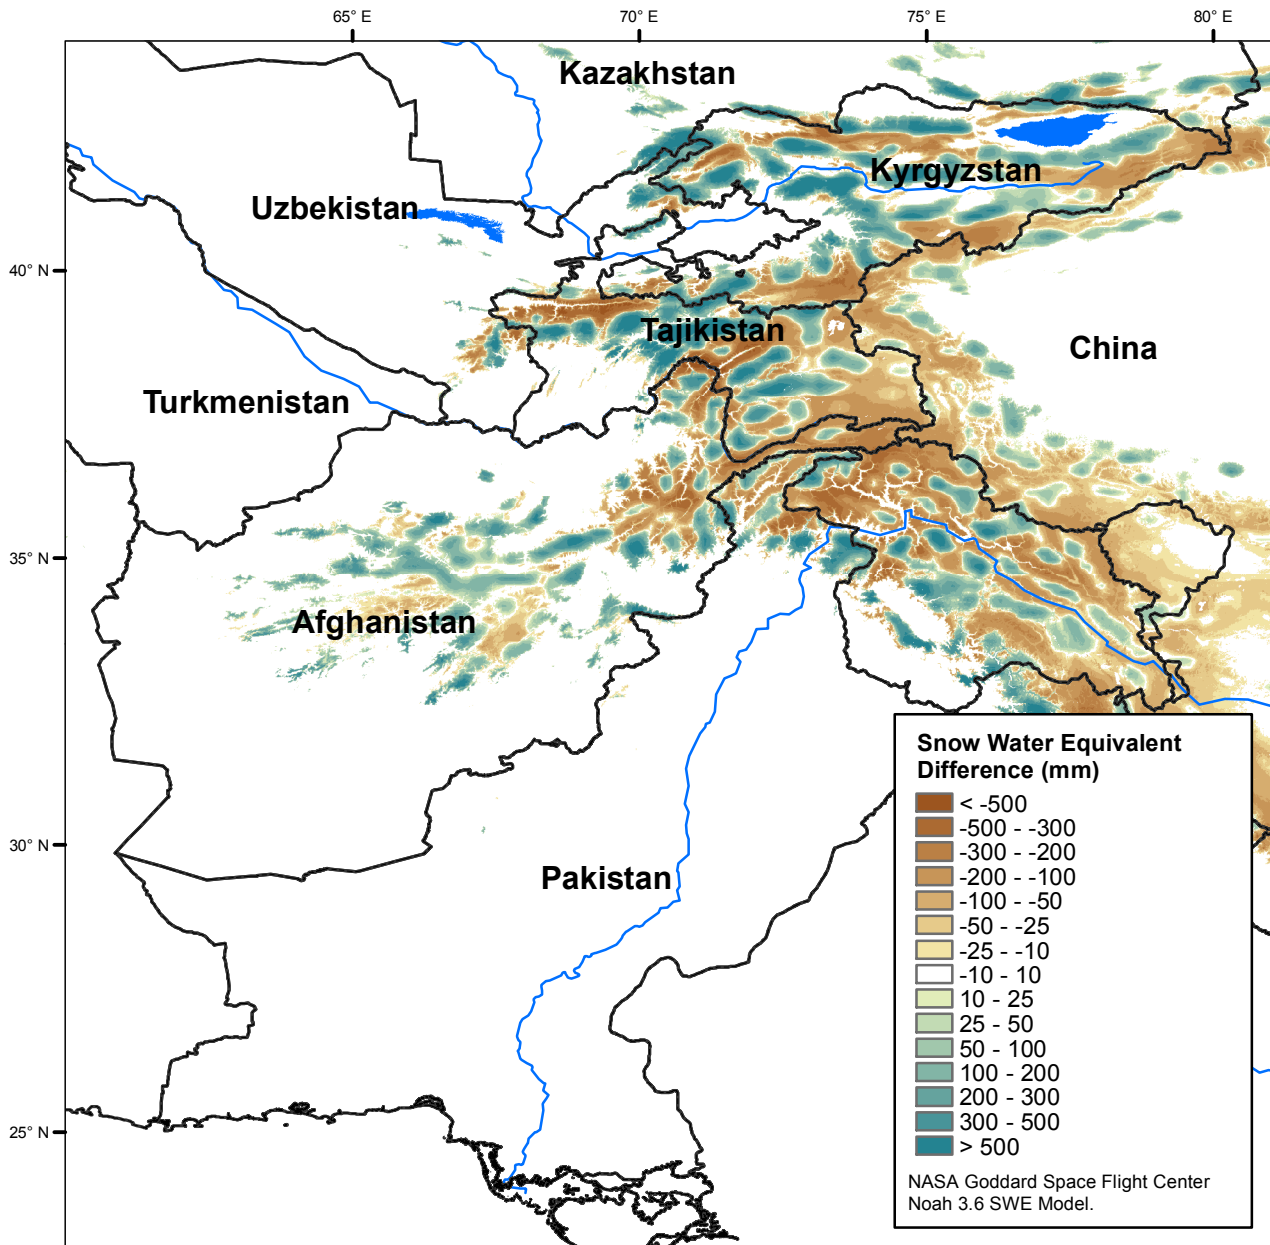 65° E
70° E
75° E
80° E
Kazakhstan
Kyrgyzstan
Uzbekistan
40° N
Tajikistan
China
Turkmenistan
35° N
Afghanistan
Snow Water Equivalent
Difference (mm)
< -500
-500 - -300
-300 - -200
-200 - -100
-100 - -50
-50 - -25
-25 - -10
-10 - 10
10 - 25
25 - 50
50 - 100
100 - 200
200 - 300
300 - 500
> 500
30° N
Pakistan
25° N
NASA Goddard Space Flight Center
Noah 3.6 SWE Model.